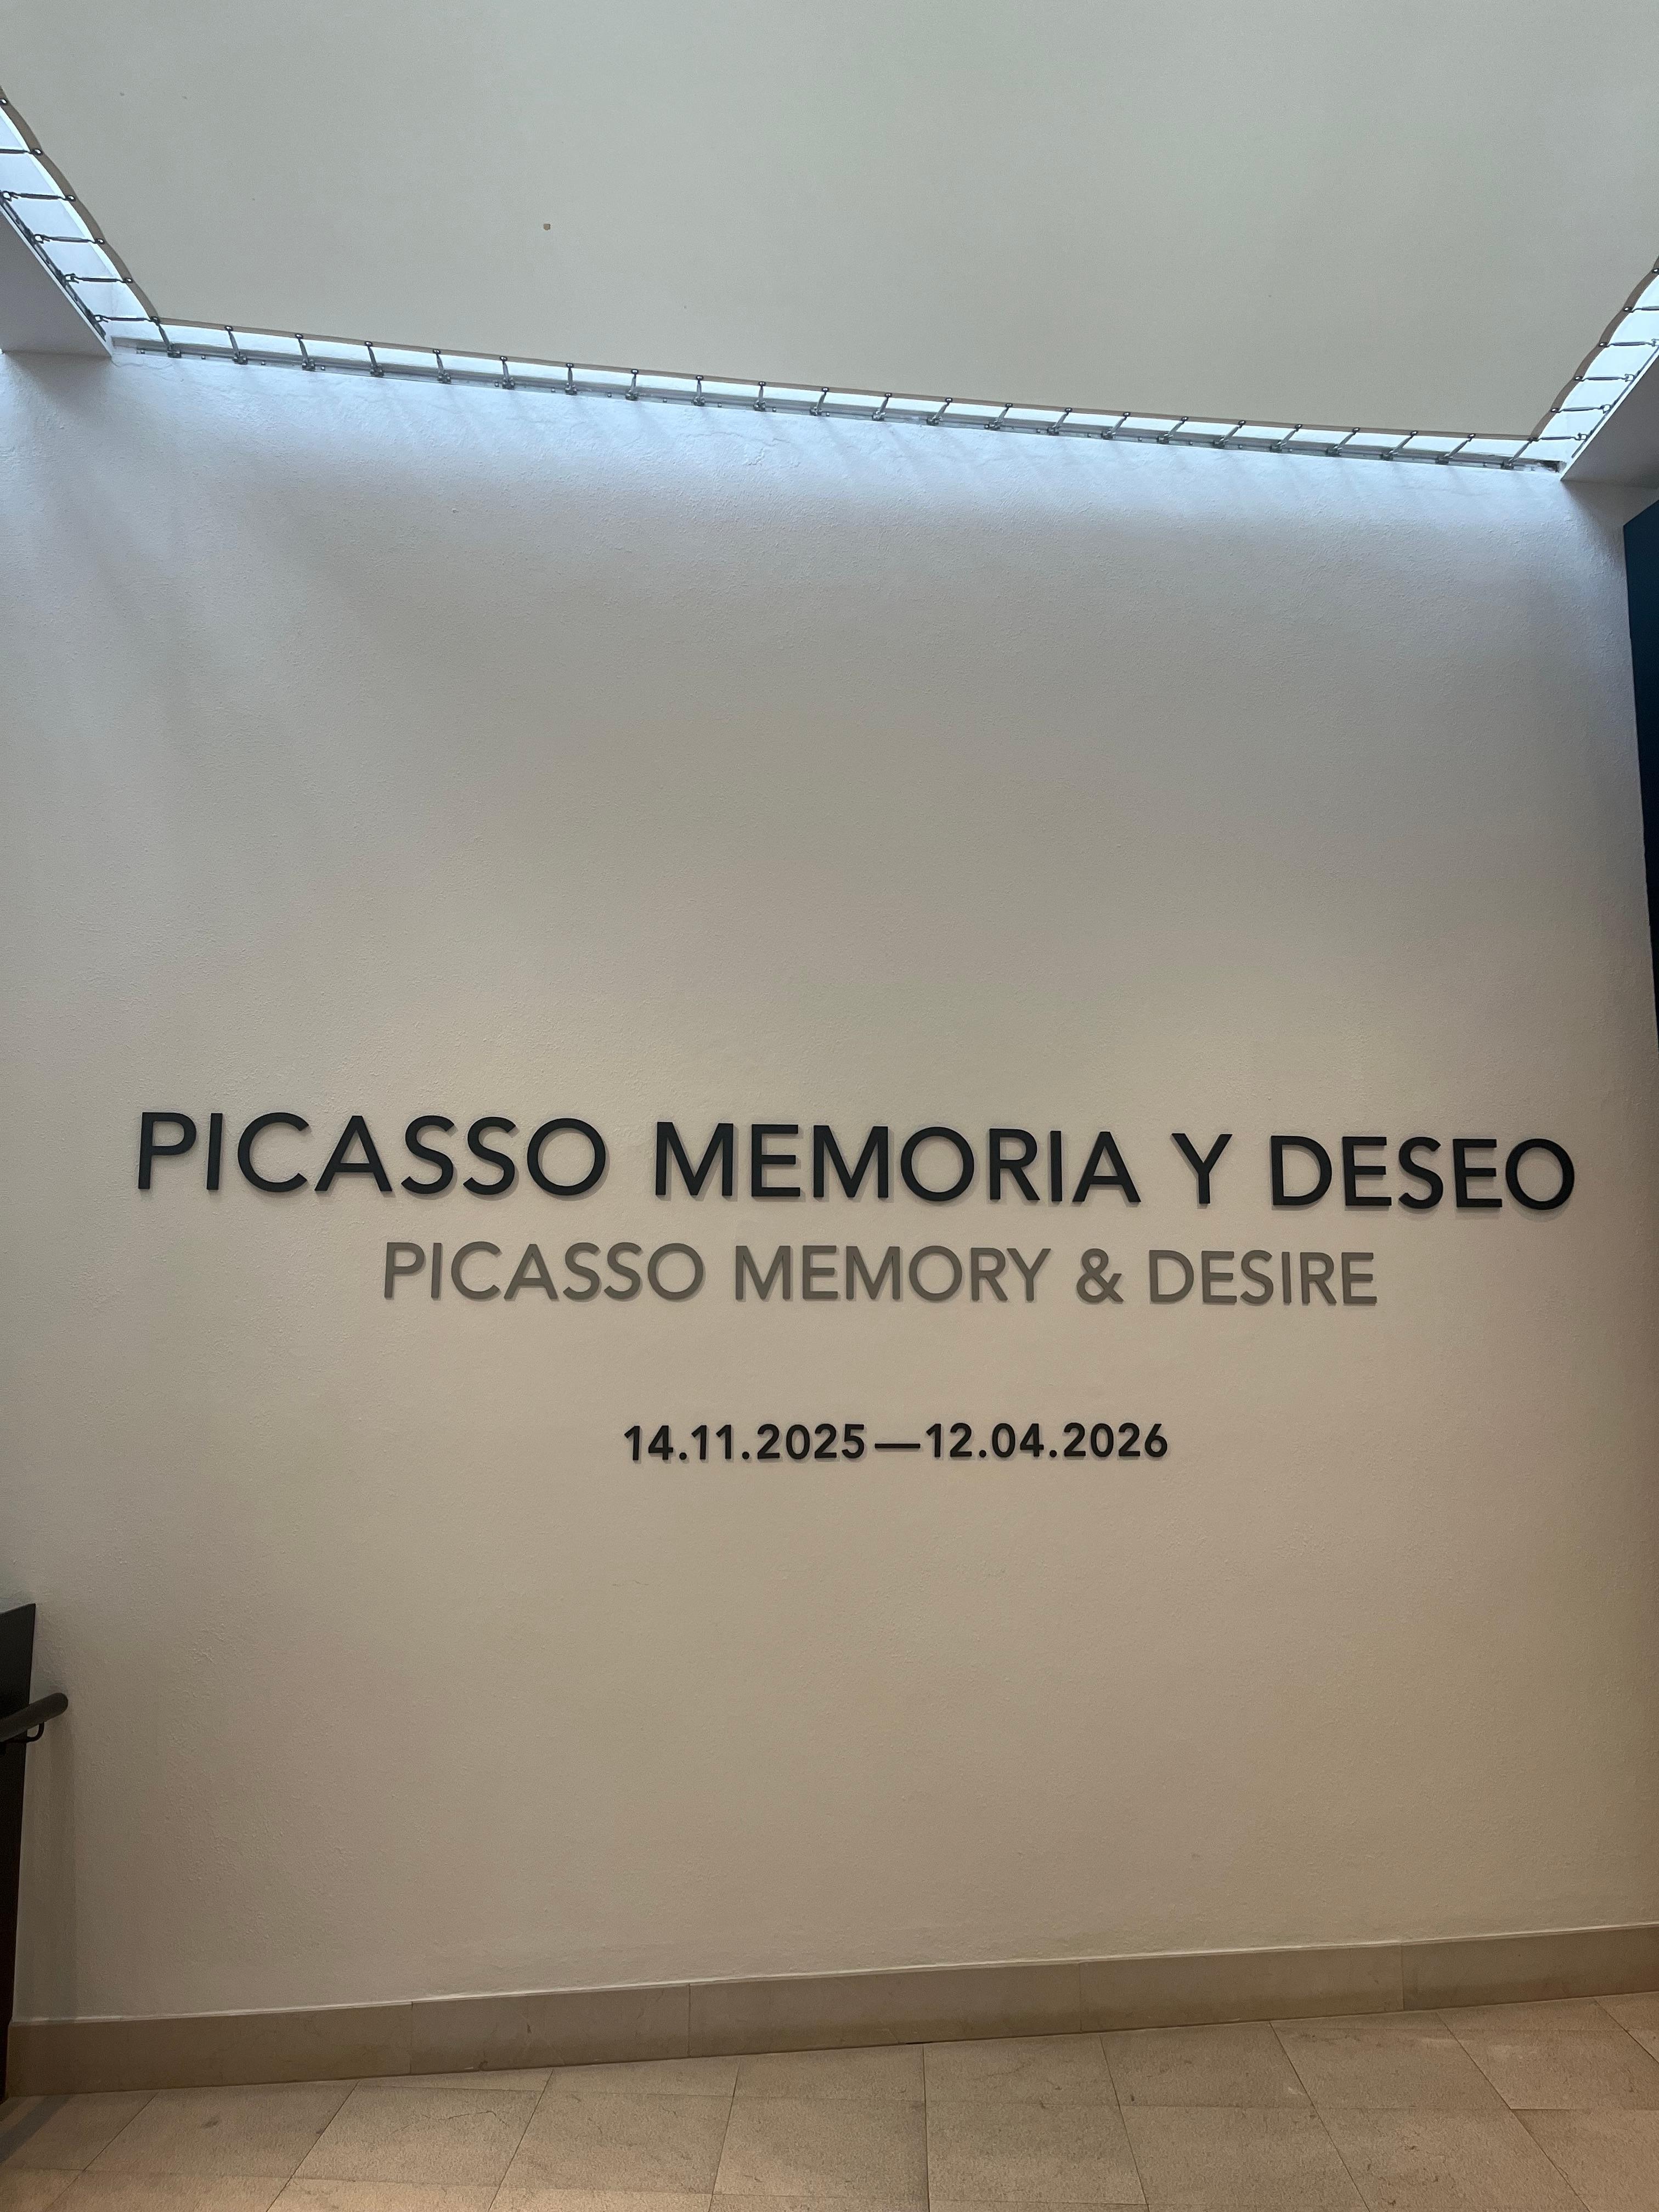 PICASSO MEMORIA Y DESEO
PICASSO MEMORY & DESIRE
14.11.2025—12.04.2026